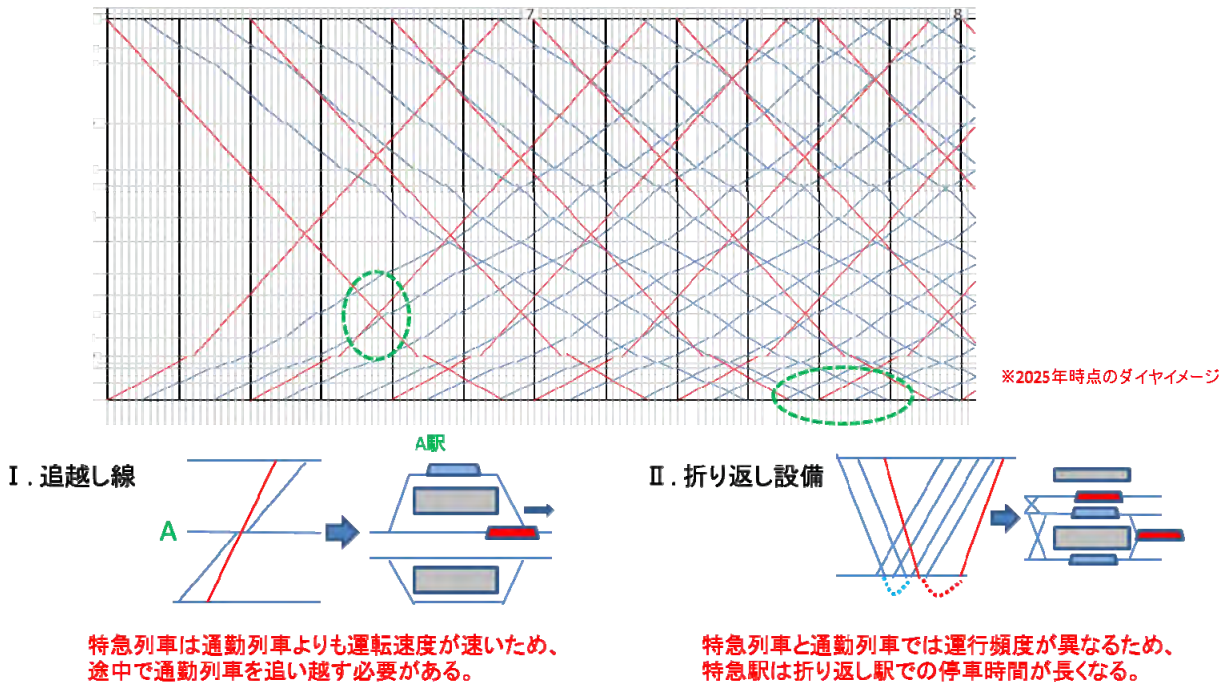 7 8
※2025年時点のダイヤイメージ
A駅
Ⅰ．追越し線
A
Ⅱ．折り返し設備
特急列車は通勤列車よりも運転速度が速いため、
途中で通勤列車を追い越す必要がある。
特急列車と通勤列車では運行頻度が異なるため、
特急駅は折り返し駅での停車時間が長くなる。